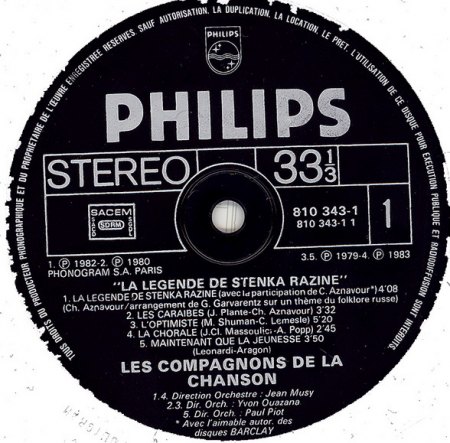 TOUS DROITS DU PRODUCTEUR PHONOGRAPHIQUE ET DU PROPRIETAIRE DE L'ŒUVRE ENREGISTREE RESERVES. SAUF AUTORISATION, LA DUPLICATION, LA LOCATION, LE PRET, L'UTILISATION DE CE DISQUE POUR EXECUTION PUBLIQUE ET RADIODIFFUSION SONT INTERDITS.
PHILIPS
PHILIPS
STEREO
33 1/3
SACEM
SACD
SDRM
SGDL
810 343-1
810 343-1 1
1
1. Ⓟ 1982-2. Ⓟ 1980
PHONOGRAM S.A. PARIS
3.5. Ⓟ 1979-4. Ⓟ 1983
"LA LEGENDE DE STENKA RAZINE"
1. LA LEGENDE DE STENKA RAZINE (avec la participation de C. Aznavour*) 4'08
(Ch. Aznavour/arrangement de G. Garvarentz sur un thème du folklore russe)
2. LES CARAIBES (J. Plante-Ch. Aznavour) 3'32
3. L'OPTIMISTE (M. Shuman-C. Lemesle) 5'20
4. LA CHORALE (J.Cl. Massoulié-A. Popp) 2'45
5. MAINTENANT QUE LA JEUNESSE 3'50
(Leonardi-Aragon)
LES COMPAGNONS DE LA
CHANSON
1.4. Direction Orchestre : Jean Musy
2.3. Dir. Orch. : Yvon Ouazana
5. Dir. Orch. : Paul Piot
* Avec l'aimable autor. des
disques BARCLAY